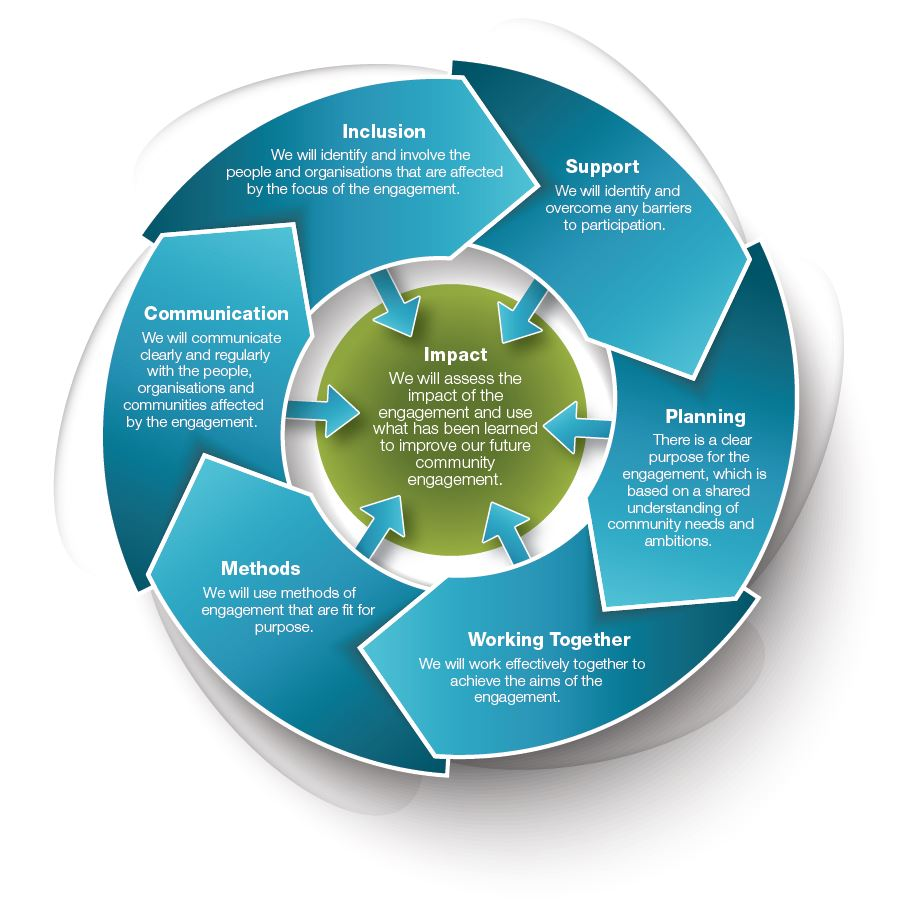 Inclusion
We will identify and involve the
people and organisations that are affected
by the focus of the engagement.
Support
We will identify and
overcome any barriers
to participation.
Planning
There is a clear
purpose for the
engagement, which is
based on a shared
understanding of
community needs and
ambitions.
Working Together
We will work effectively together to
achieve the aims of the
engagement.
Methods
We will use methods of
engagement that are fit for
purpose.
Communication
We will communicate
clearly and regularly
with the people,
organisations and
communities affected
by the engagement.
Impact
We will assess the
impact of the
engagement and use
what has been learned
to improve our future
community
engagement.